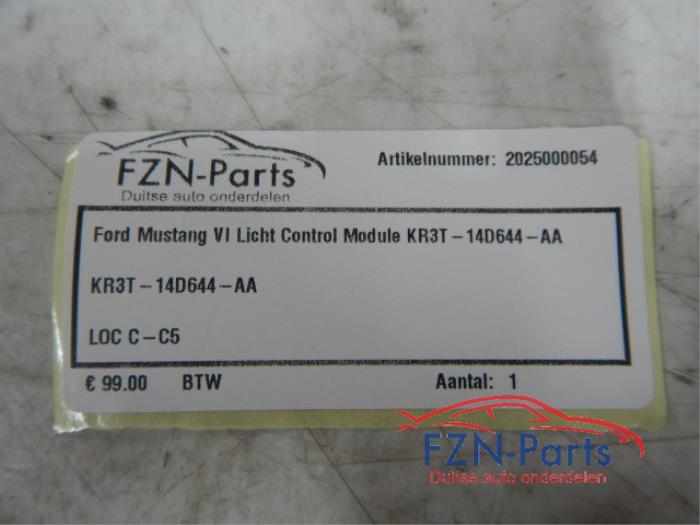 FZN-Parts
Duitse auto onderdelen
Artikelnummer: 2025000054
Ford Mustang VI Licht Control Module KR3T-14D644-AA
KR3T-14D644-AA
LOC C-C5
€ 99.00 BTW Aantal: 1
FZN-Parts
Duitse auto onderdelen